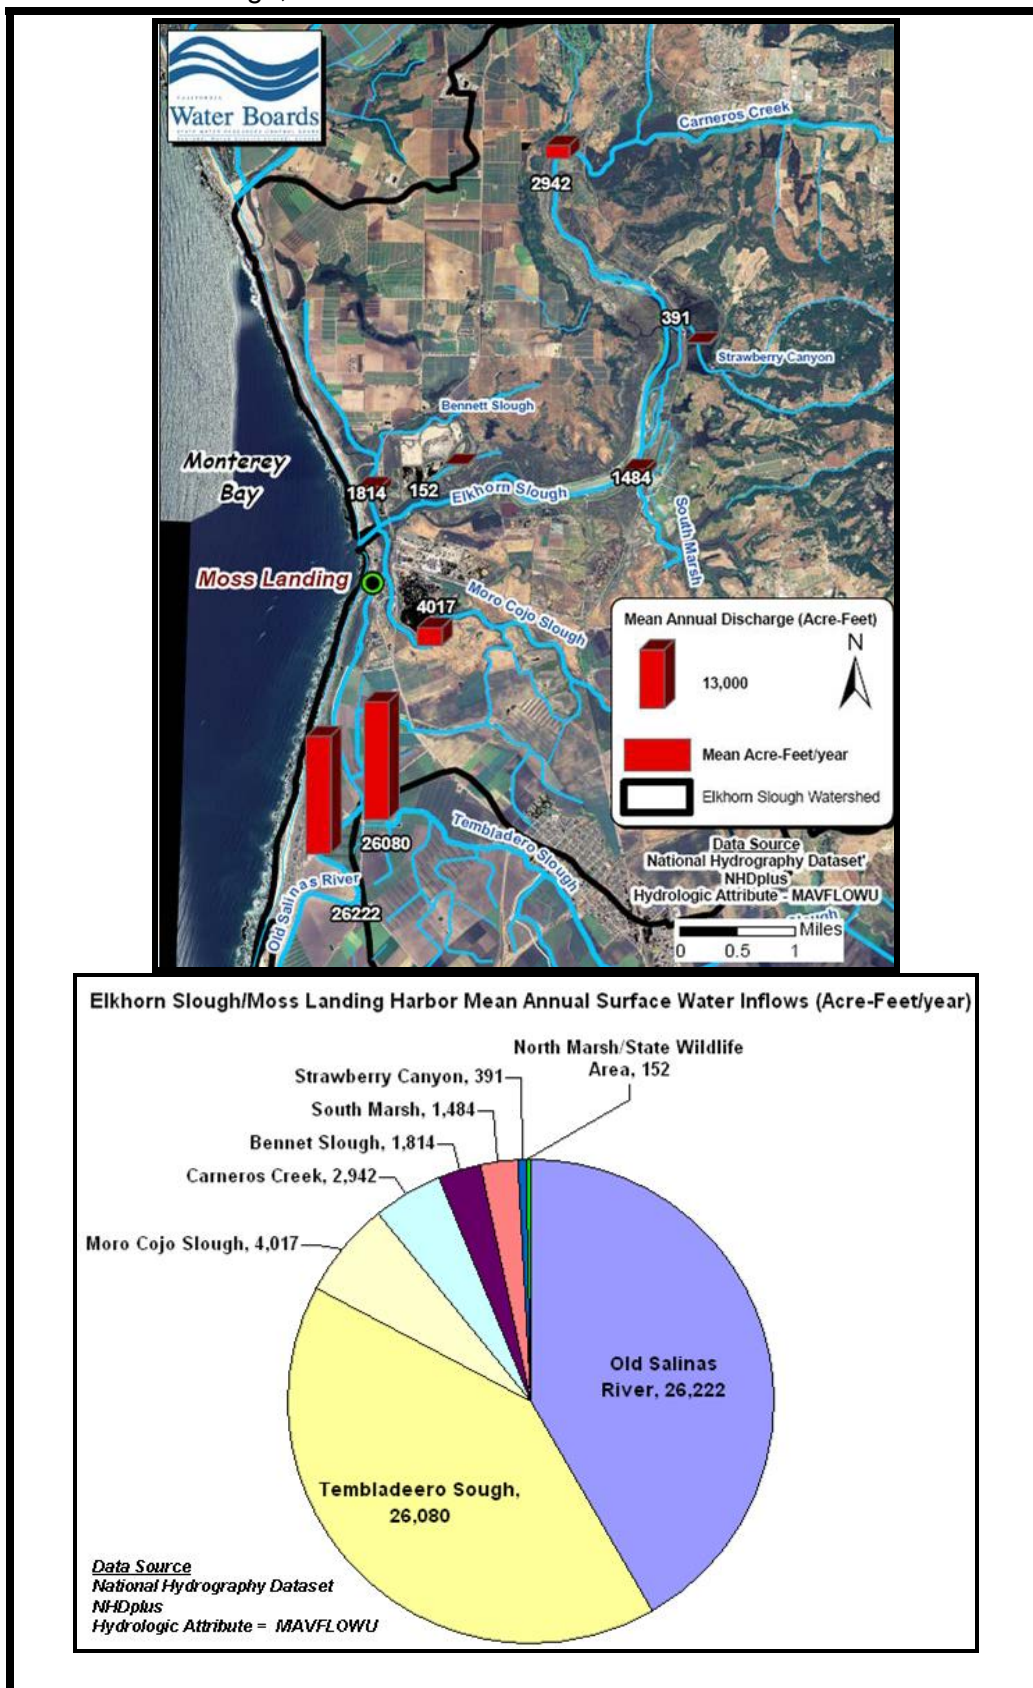 CALIFORNIA
Water Boards
Carneros Creek
2942
391
Strawberry Canyon
Bennett Slough
Monterey
Bay
1814
152
Elkhorn Slough
1484
South Marsh
Moss Landing
4017
Moro Cojo Slough
Mean Annual Discharge (Acre-Feet)
N
13,000
Mean Acre-Feet/year
Elkhorn Slough Watershed
26080
Tembladero Slough
Old Salinas River
26222
Data Source
National Hydrography Dataset'
NHDplus
Hydrologic Attribute - MAVFLOWU
Slough
Miles
0 0.5 1
Elkhorn Slough/Moss Landing Harbor Mean Annual Surface Water Inflows (Acre-Feet/year)
North Marsh/State Wildlife
Area, 152
Strawberry Canyon, 391
South Marsh, 1,484
Bennet Slough, 1,814
Carneros Creek, 2,942
Moro Cojo Slough, 4,017
Old Salinas
River, 26,222
Tembladeero Sough,
26,080
Data Source
National Hydrography Dataset
NHDplus
Hydrologic Attribute = MAVFLOWU